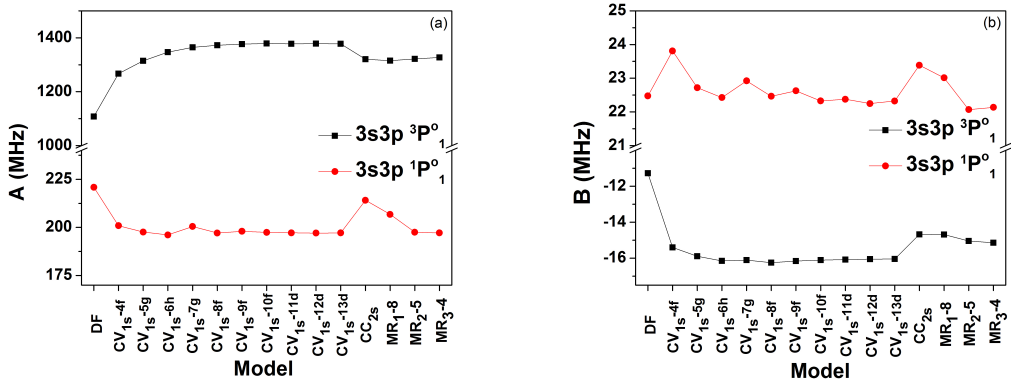 (a)
1400
1200
1000
225
200
175
A (MHz)
3s3p ³Pᵒ₁
3s3p ¹Pᵒ₁
DF
CV₁ₛ-4f
CV₁ₛ-5g
CV₁ₛ-6h
CV₁ₛ-7g
CV₁ₛ-8f
CV₁ₛ-9f
CV₁ₛ-10f
CV₁ₛ-11d
CV₁ₛ-12d
CV₁ₛ-13d
CC₂ₛ
MR₁-8
MR₂-5
MR₃-4
Model
(b)
25
24
23
22
21
-12
-14
-16
B (MHz)
3s3p ³Pᵒ₁
3s3p ¹Pᵒ₁
DF
CV₁ₛ-4f
CV₁ₛ-5g
CV₁ₛ-6h
CV₁ₛ-7g
CV₁ₛ-8f
CV₁ₛ-9f
CV₁ₛ-10f
CV₁ₛ-11d
CV₁ₛ-12d
CV₁ₛ-13d
CC₂ₛ
MR₁-8
MR₂-5
MR₃-4
Model